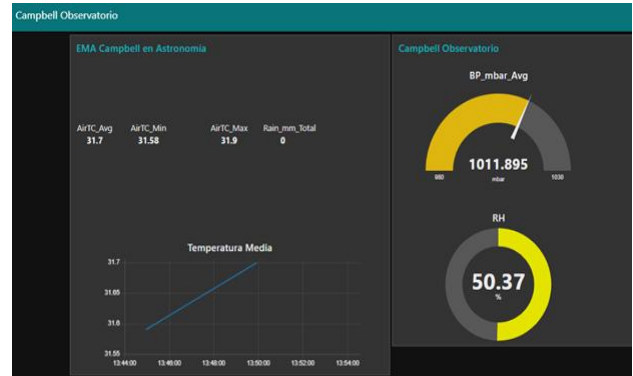 Campbell Observatorio
EMA Campbell en Astronomia
AirTC_Avg AirTC_Min AirTC_Max Rain_mm_Total
31.7 31.58 31.9 0
Temperatura Media
31.7
31.65
31.6
31.55
13:44:00 13:46:00 13:48:00 13:50:00 13:52:00 13:54:00
Campbell Observatorio
BP_mbar_Avg
1011.895
mbar
1030
RH
50.37
%